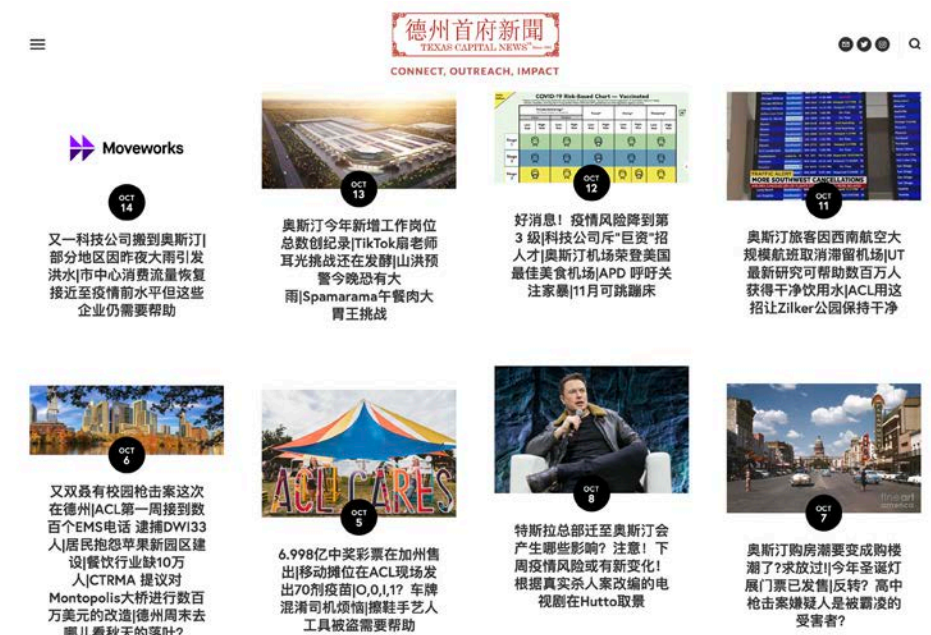 德州首府新聞
TEXAS CAPITAL NEWS
CONNECT, OUTREACH, IMPACT
Moveworks
OCT
14
又一科技公司搬到奥斯汀|
部分地区因昨夜大雨引发
洪水|市中心消费流量恢复
接近至疫情前水平但这些
企业仍需要帮助
OCT
13
奥斯汀今年新增工作岗位
总数创纪录|TikTok扇老师
耳光挑战还在发酵|山洪预
警今晚恐有大
雨|Spamarama午餐肉大
胃王挑战
COVID-19 Risk-Based Chart — Vaccinated
OCT
12
好消息！疫情风险降到第
3 级|科技公司斥"巨资"招
人才|奥斯汀机场荣登美国
最佳美食机场|APD 呼吁关
注家暴|11月可跳蹦床
TRAFFIC ALERT
MORE SOUTHWEST CANCELLATIONS
OCT
11
奥斯汀旅客因西南航空大
规模航班取消滞留机场|UT
最新研究可帮助数百万人
获得干净饮用水|ACL用这
招让Zilker公园保持干净
OCT
6
又双叒有校园枪击案这次
在德州|ACL第一周接到数
百个EMS电话 逮捕DWI33
人|居民抱怨苹果新园区建
设|餐饮行业缺10万
人|CTRMA 提议对
Montopolis大桥进行数百
万美元的改造|德州周末去
哪儿看秋天的落叶?
ACL CARES
OCT
5
6.998亿中奖彩票在加州售
出|移动摊位在ACL现场发
出70剂疫苗|O,0,I,1? 车牌
混淆司机烦恼|擦鞋手艺人
工具被盗需要帮助
OCT
8
特斯拉总部迁至奥斯汀会
产生哪些影响？注意！下
周疫情风险或有新变化！
根据真实杀人案改编的电
视剧在Hutto取景
fineart
america
OCT
7
奥斯汀购房潮要变成购楼
潮了?求放过!|今年圣诞灯
展门票已发售|反转？高中
枪击案嫌疑人是被霸凌的
受害者?